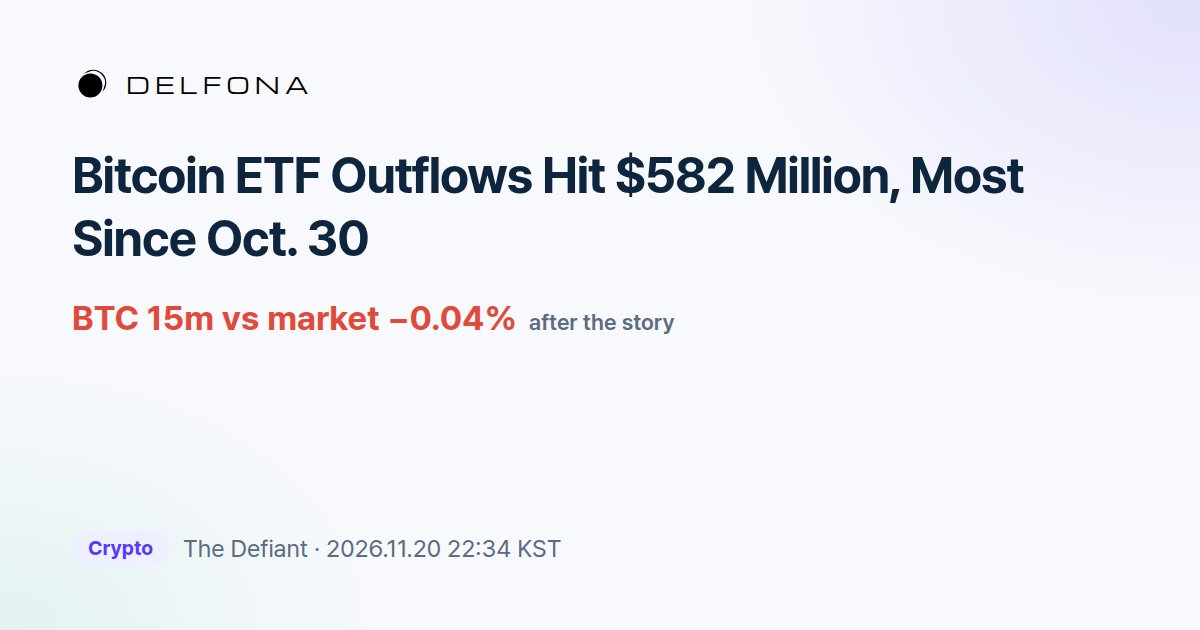 DELFONA
Bitcoin ETF Outflows Hit $582 Million, Most
Since Oct. 30
BTC 15m vs market −0.04% after the story
Crypto The Defiant · 2026.11.20 22:34 KST